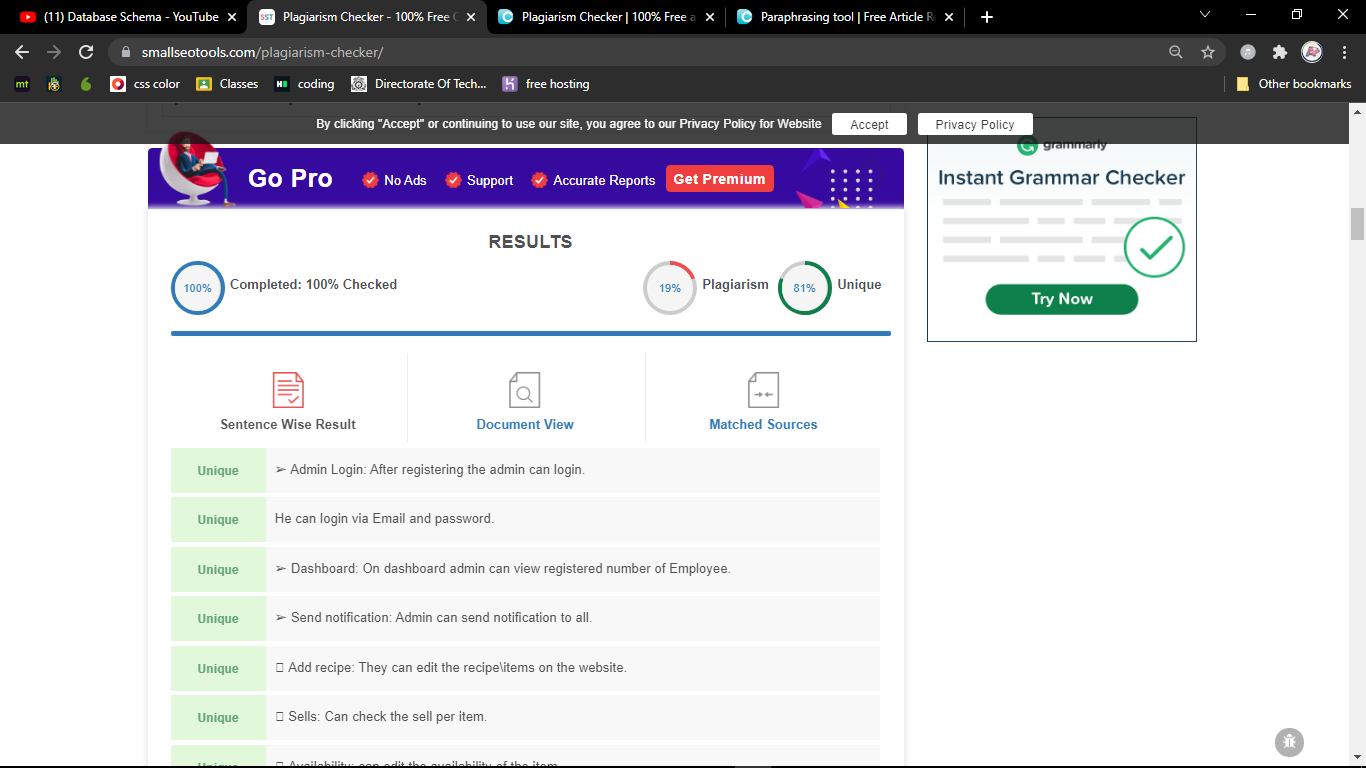 (11) Database Schema - YouTube
SST Plagiarism Checker - 100% Free
Plagiarism Checker | 100% Free a
Paraphrasing tool | Free Article R
smallseotools.com/plagiarism-checker/
mt
css color
Classes
coding
Directorate Of Tech...
free hosting
Other bookmarks
By clicking "Accept" or continuing to use our site, you agree to our Privacy Policy for Website
Accept
Privacy Policy
grammarly
Instant Grammar Checker
Try Now
Go Pro
No Ads
Support
Accurate Reports
Get Premium
RESULTS
100%
Completed: 100% Checked
19%
Plagiarism
81%
Unique
Sentence Wise Result
Document View
Matched Sources
Unique
➢ Admin Login: After registering the admin can login.
Unique
He can login via Email and password.
Unique
➢ Dashboard: On dashboard admin can view registered number of Employee.
Unique
➢ Send notification: Admin can send notification to all.
Unique
Add recipe: They can edit the recipe\items on the website.
Unique
Sells: Can check the sell per item.
Unique
Availability: can edit the availability of the item